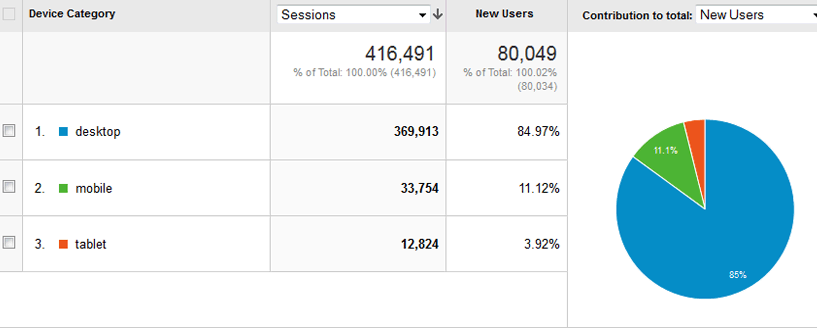 Device Category
Sessions
New Users
Contribution to total: New Users
416,491
80,049
% of Total: 100.00% (416,491)
% of Total: 100.02%
(80,034)
1. desktop 369,913 84.97%
2. mobile 33,754 11.12%
3. tablet 12,824 3.92%
11.1%
85%